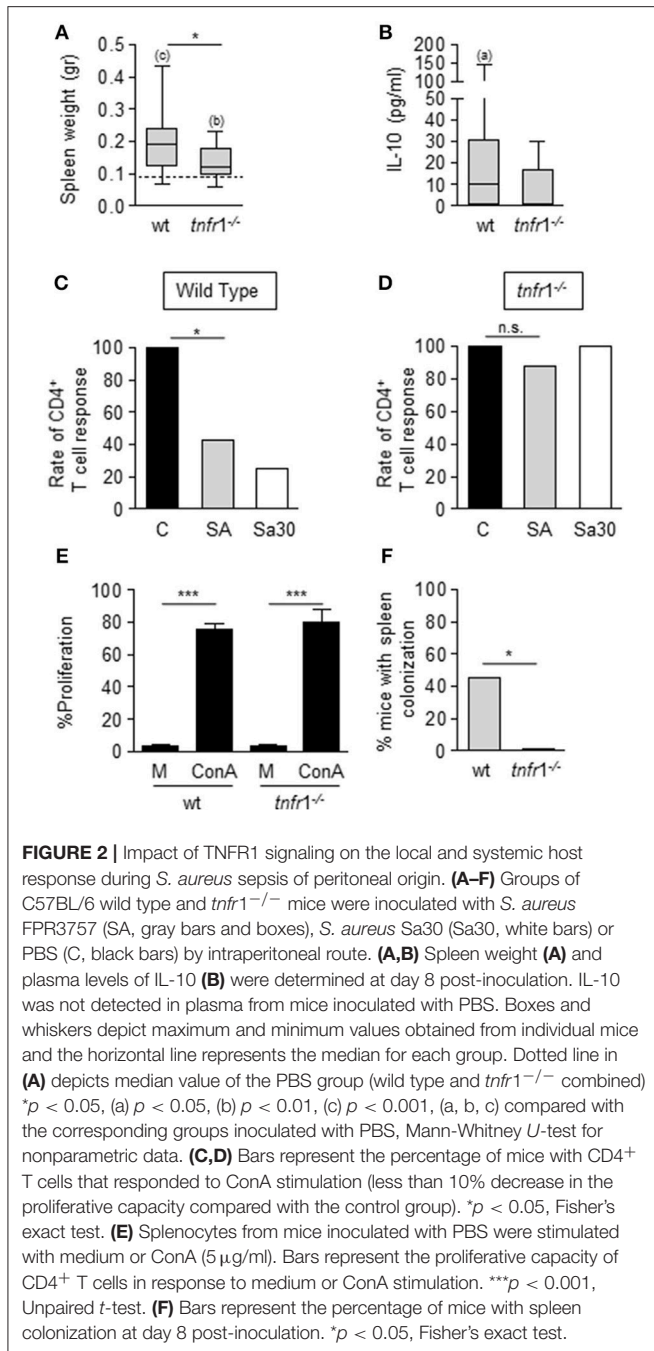 A
B
*
(c)
(b)
0.5
0.4
0.3
0.2
0.1
0.0
Spleen weight (gr)
wt tnfr1-/-
(a)
200
150
100
50
40
30
20
10
0
IL-10 (pg/ml)
wt tnfr1-/-
C
Wild Type
*
100
80
60
40
20
0
Rate of CD4+
T cell response
C SA Sa30
D
tnfr1-/-
n.s.
100
80
60
40
20
0
Rate of CD4+
T cell response
C SA Sa30
E
*** ***
100
80
60
40
20
0
%Proliferation
M ConA M ConA
wt tnfr1-/-
F
100
80
60
40
20
0
% mice with spleen
colonization
*
wt tnfr1-/-
FIGURE 2 | Impact of TNFR1 signaling on the local and systemic host
response during S. aureus sepsis of peritoneal origin. (A–F) Groups of
C57BL/6 wild type and tnfr1−/− mice were inoculated with S. aureus
FPR3757 (SA, gray bars and boxes), S. aureus Sa30 (Sa30, white bars) or
PBS (C, black bars) by intraperitoneal route. (A,B) Spleen weight (A) and
plasma levels of IL-10 (B) were determined at day 8 post-inoculation. IL-10
was not detected in plasma from mice inoculated with PBS. Boxes and
whiskers depict maximum and minimum values obtained from individual mice
and the horizontal line represents the median for each group. Dotted line in
(A) depicts median value of the PBS group (wild type and tnfr1−/− combined)
*p < 0.05, (a) p < 0.05, (b) p < 0.01, (c) p < 0.001, (a, b, c) compared with
the corresponding groups inoculated with PBS, Mann-Whitney U-test for
nonparametric data. (C,D) Bars represent the percentage of mice with CD4+
T cells that responded to ConA stimulation (less than 10% decrease in the
proliferative capacity compared with the control group). *p < 0.05, Fisher's
exact test. (E) Splenocytes from mice inoculated with PBS were stimulated
with medium or ConA (5 μg/ml). Bars represent the proliferative capacity of
CD4+ T cells in response to medium or ConA stimulation. ***p < 0.001,
Unpaired t-test. (F) Bars represent the percentage of mice with spleen
colonization at day 8 post-inoculation. *p < 0.05, Fisher's exact test.